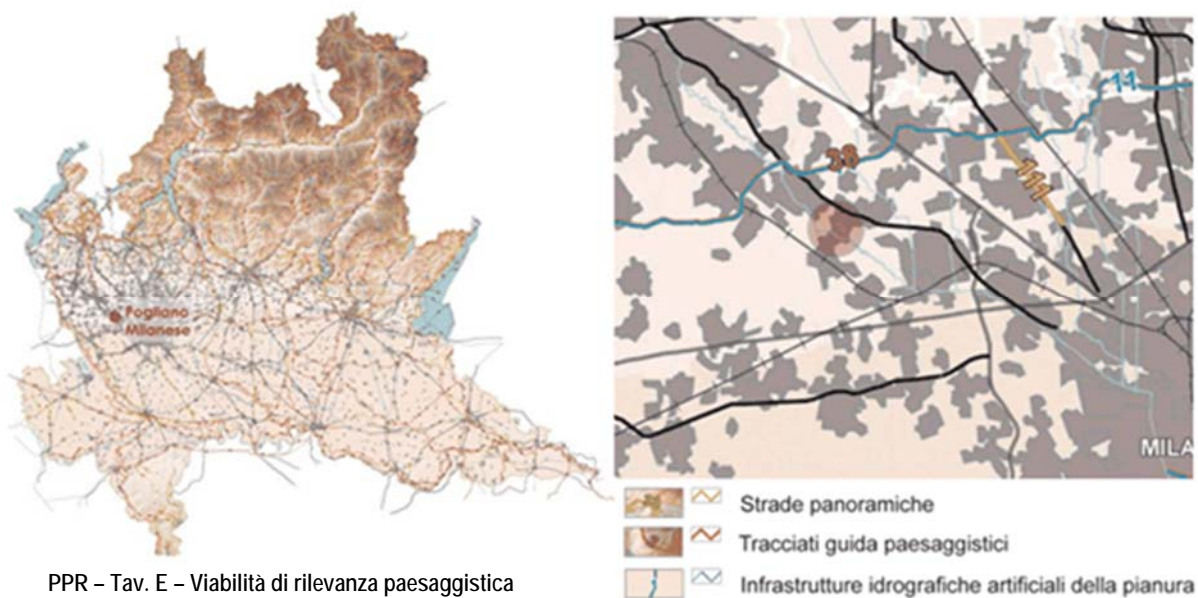 Pogliano
Milanese
11
38
111
MILA
Strade panoramiche
Tracciati guida paesaggistici
Infrastrutture idrografiche artificiali della pianura
PPR – Tav. E – Viabilità di rilevanza paesaggistica